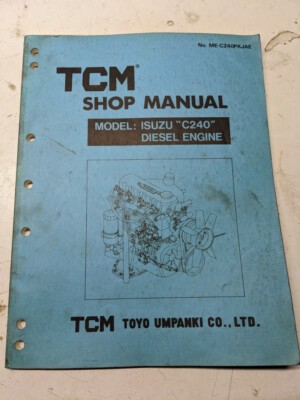 No. ME-C240PKJAE
TCM®
SHOP MANUAL
MODEL: ISUZU "C240"
DIESEL ENGINE
TCM TOYO UMPANKI CO., LTD.